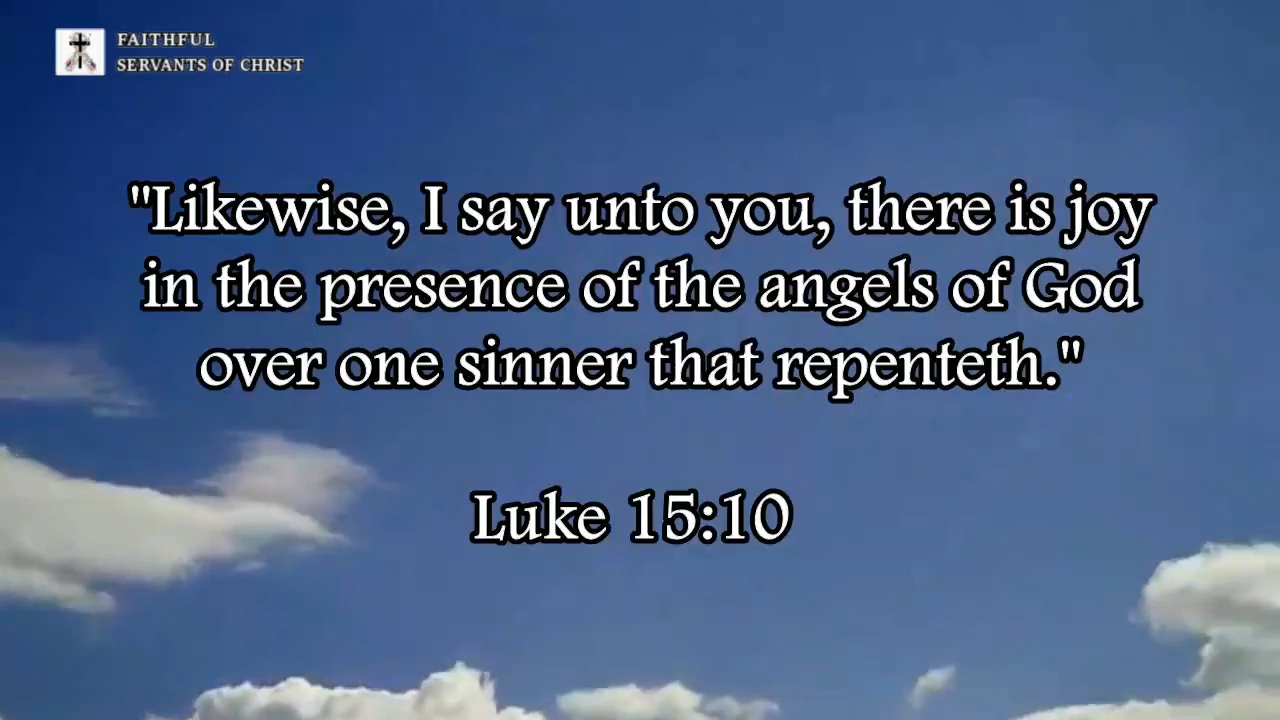 FAITHFUL
SERVANTS OF CHRIST
"Likewise, I say unto you, there is joy
in the presence of the angels of God
over one sinner that repenteth."
Luke 15:10